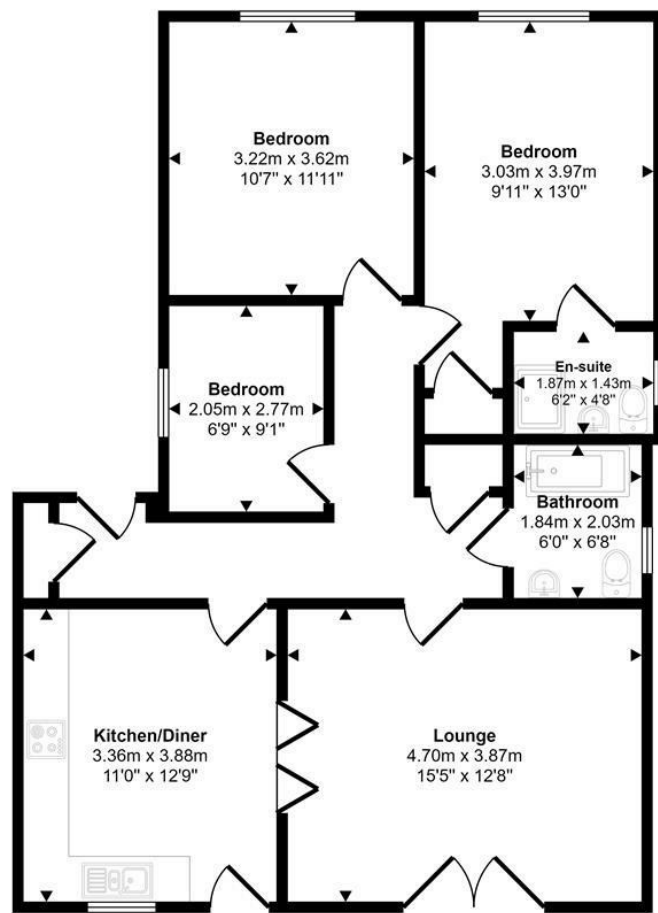 Bedroom
3.22m x 3.62m
10'7" x 11'11"
Bedroom
3.03m x 3.97m
9'11" x 13'0"
Bedroom
2.05m x 2.77m
6'9" x 9'1"
En-suite
1.87m x 1.43m
6'2" x 4'8"
Bathroom
1.84m x 2.03m
6'0" x 6'8"
Kitchen/Diner
3.36m x 3.88m
11'0" x 12'9"
Lounge
4.70m x 3.87m
15'5" x 12'8"